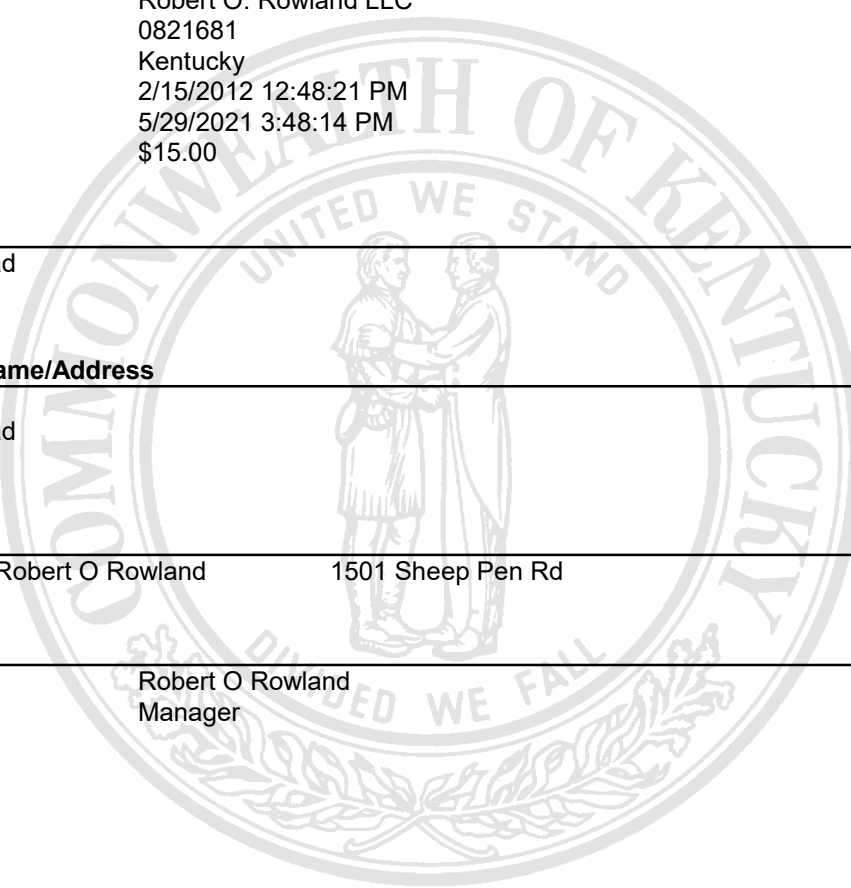 Robert O. Rowland LLC
0821681
Kentucky
2/15/2012 12:48:21 PM
5/29/2021 3:48:14 PM
$15.00
COMMONWEALTH OF KENTUCKY
UNITED WE STAND
ame/Address
Robert O Rowland 1501 Sheep Pen Rd
DIVIDED WE FALL
Robert O Rowland
Manager